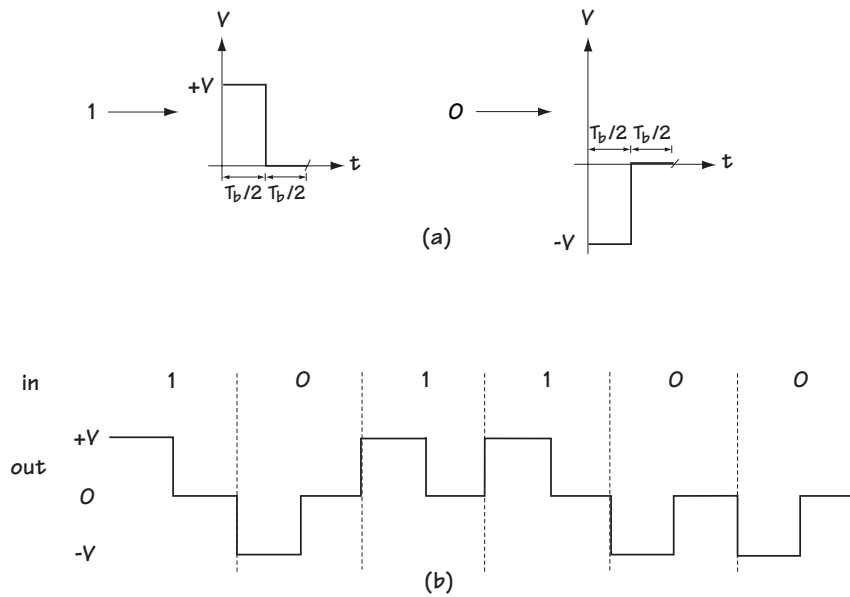 V V
+V
1 0
T_b/2 T_b/2
t t
T_b/2 T_b/2
-V
(a)
in 1 0 1 1 0 0
+V
out
0
-V
(b)